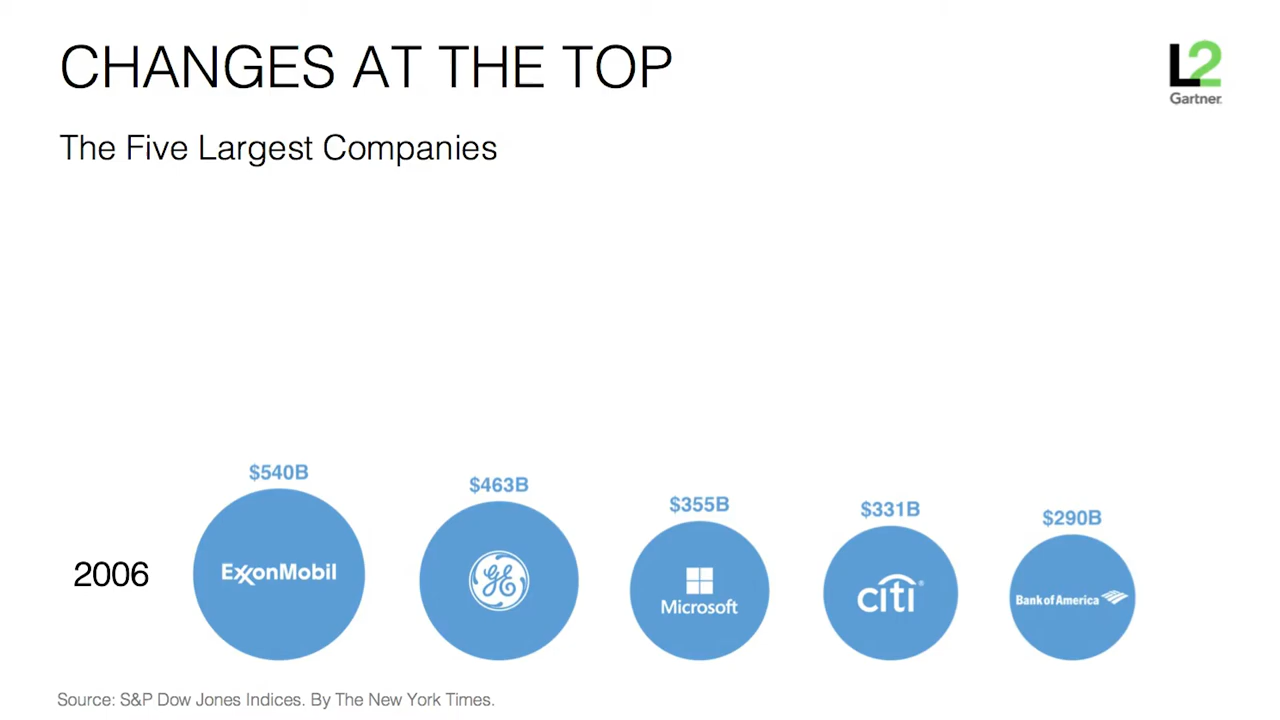 CHANGES AT THE TOP
L2
Gartner.
The Five Largest Companies
$540B
$463B
$355B
$331B
$290B
2006
ExxonMobil
GE
Microsoft
citi®
Bank of America
Source: S&P Dow Jones Indices. By The New York Times.